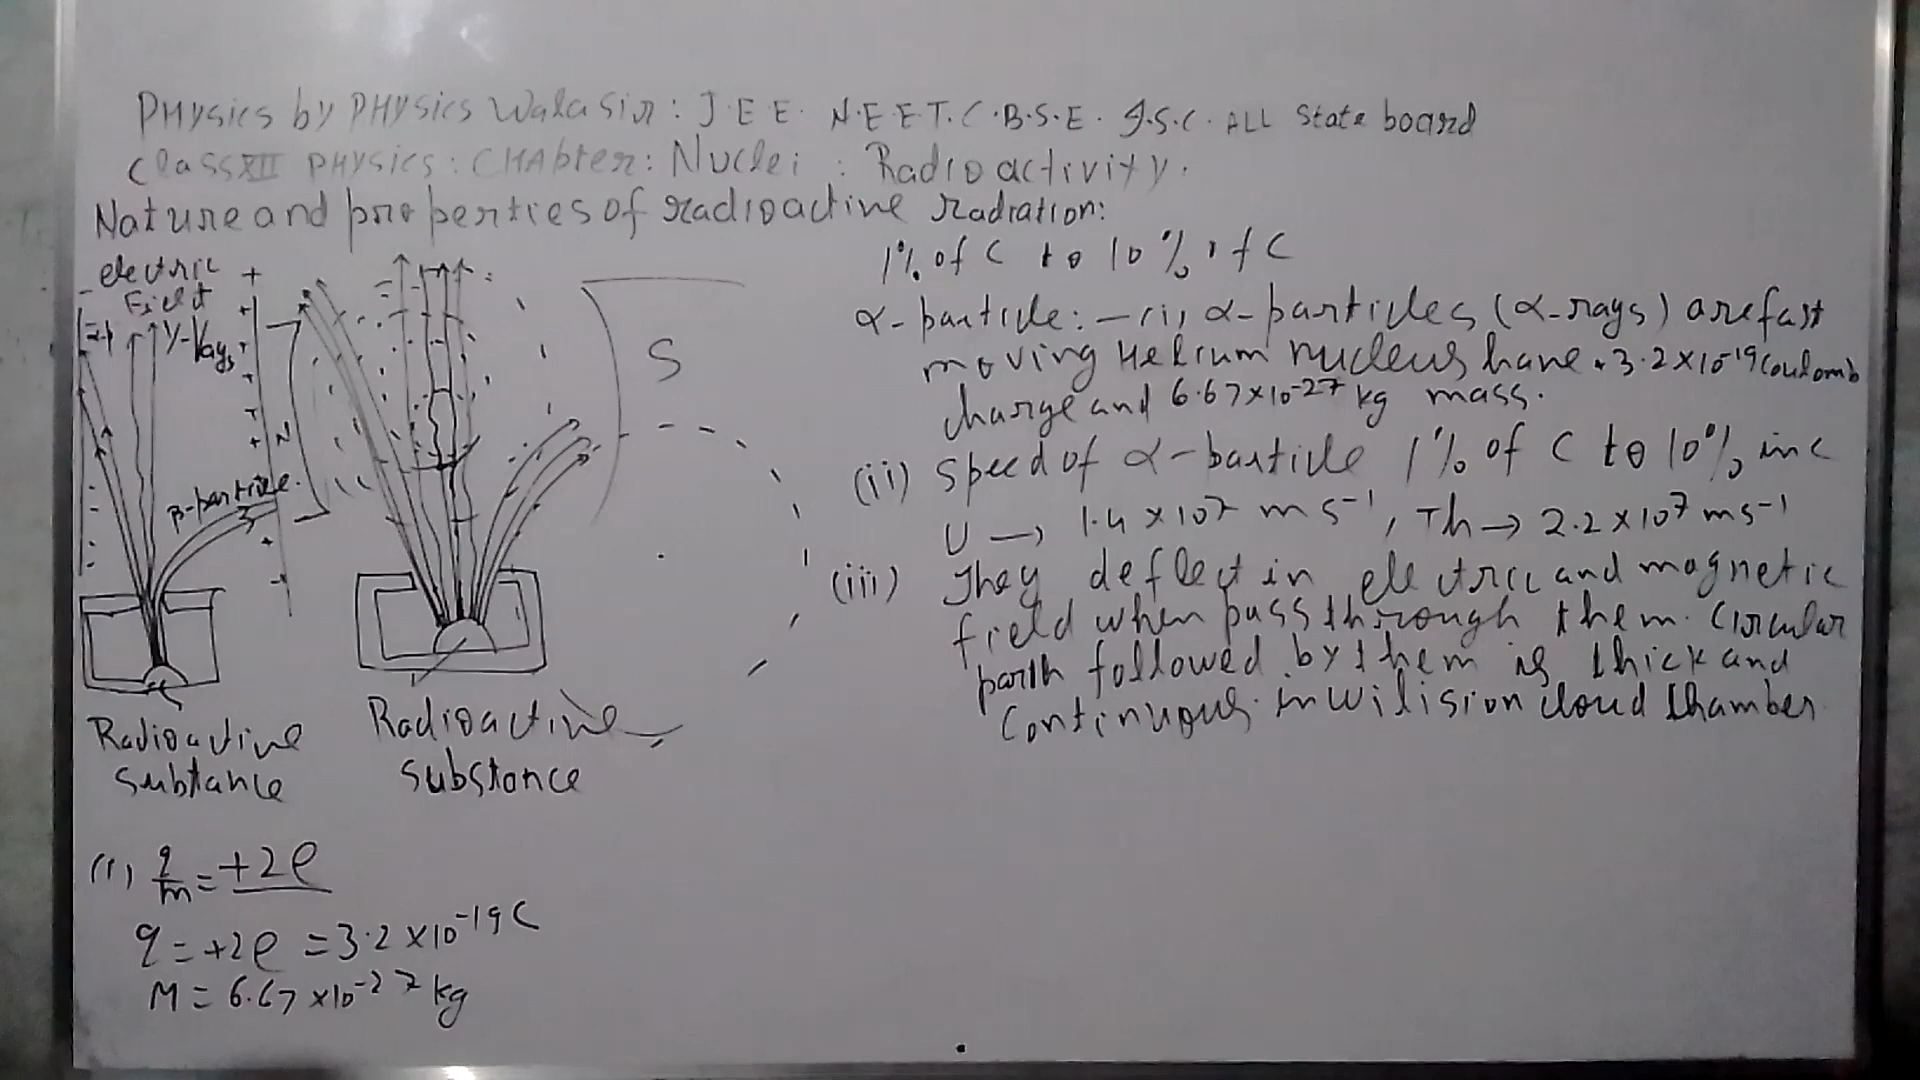 PHysics by PHysics Walasir: J.E.E. N.E.E.T. C.B.S.E. I.S.C. ALL State board
Class XII PHysics: CHApter: Nuclei : Radioactivity.
Nature and properties of radioactive radiation:
electric
Field
γ-rays
β-particle.
N
S
Radioactive
subtance
Radioactive
substance
(i) q/m = +2e
q = +2e = 3.2 × 10⁻¹⁹ C
M = 6.67 × 10⁻²⁷ kg
1% of C to 10% of C
α-particle: – (i) α-particles (α-rays) are fast
moving Helium nucleus have + 3.2 × 10⁻¹⁹ Coulomb
charge and 6.67 × 10⁻²⁷ kg mass.
(ii) speed of α-particle 1% of C to 10% in c
U → 1.4 × 10⁷ m s⁻¹, Th → 2.2 × 10⁷ ms⁻¹
(iii) They deflect in electric and magnetic
field when pass through them. Circular
path followed by them is thick and
Continuous in wilision cloud chamber